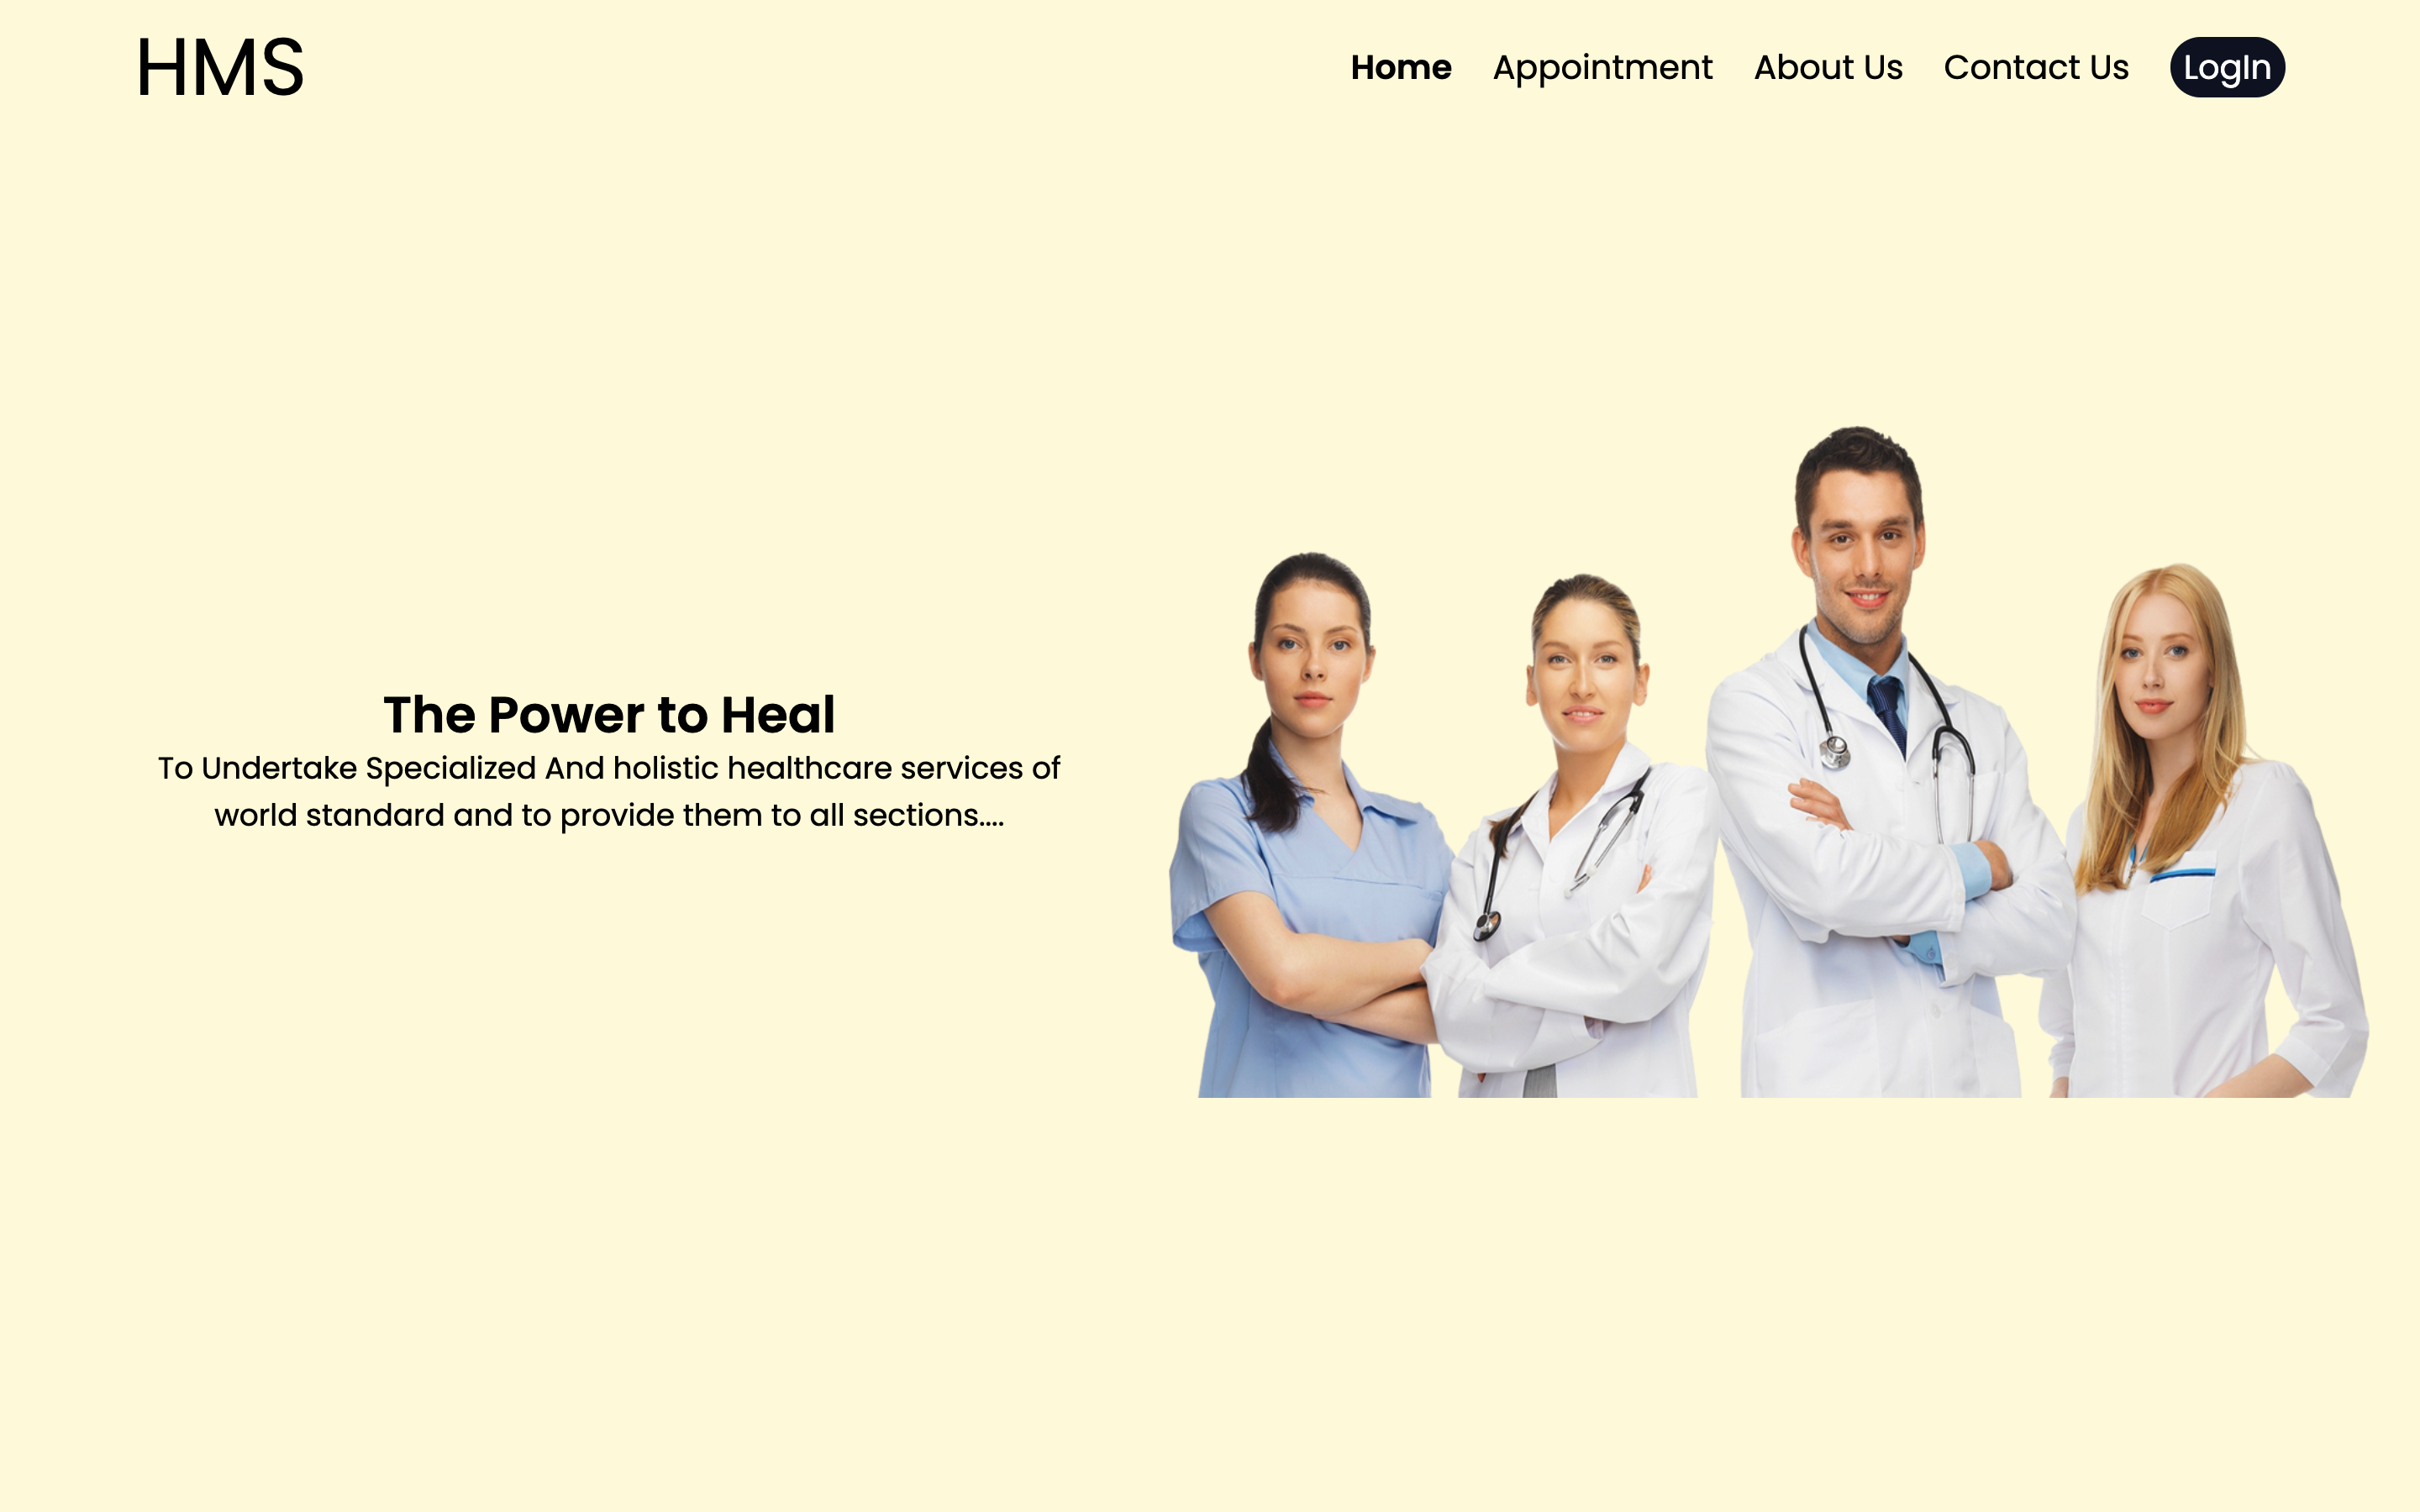 HMS
Home Appointment About Us Contact Us LogIn
The Power to Heal
To Undertake Specialized And holistic healthcare services of
world standard and to provide them to all sections....